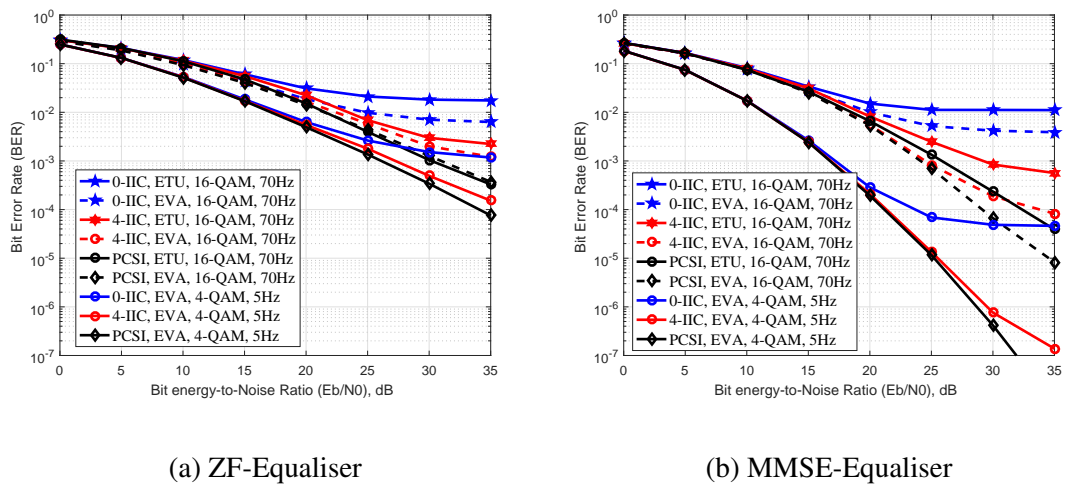 10^0
10^-1
10^-2
10^-3
10^-4
10^-5
10^-6
10^-7
Bit Error Rate (BER)
0-IIC, ETU, 16-QAM, 70Hz
0-IIC, EVA, 16-QAM, 70Hz
4-IIC, ETU, 16-QAM, 70Hz
4-IIC, EVA, 16-QAM, 70Hz
PCSI, ETU, 16-QAM, 70Hz
PCSI, EVA, 16-QAM, 70Hz
0-IIC, EVA, 4-QAM, 5Hz
4-IIC, EVA, 4-QAM, 5Hz
PCSI, EVA, 4-QAM, 5Hz
0 5 10 15 20 25 30 35
Bit energy-to-Noise Ratio (Eb/N0), dB
(a) ZF-Equaliser
10^0
10^-1
10^-2
10^-3
10^-4
10^-5
10^-6
10^-7
Bit Error Rate (BER)
0-IIC, ETU, 16-QAM, 70Hz
0-IIC, EVA, 16-QAM, 70Hz
4-IIC, ETU, 16-QAM, 70Hz
4-IIC, EVA, 16-QAM, 70Hz
PCSI, ETU, 16-QAM, 70Hz
PCSI, EVA, 16-QAM, 70Hz
0-IIC, EVA, 4-QAM, 5Hz
4-IIC, EVA, 4-QAM, 5Hz
PCSI, EVA, 4-QAM, 5Hz
0 5 10 15 20 25 30 35
Bit energy-to-Noise Ratio (Eb/N0), dB
(b) MMSE-Equaliser